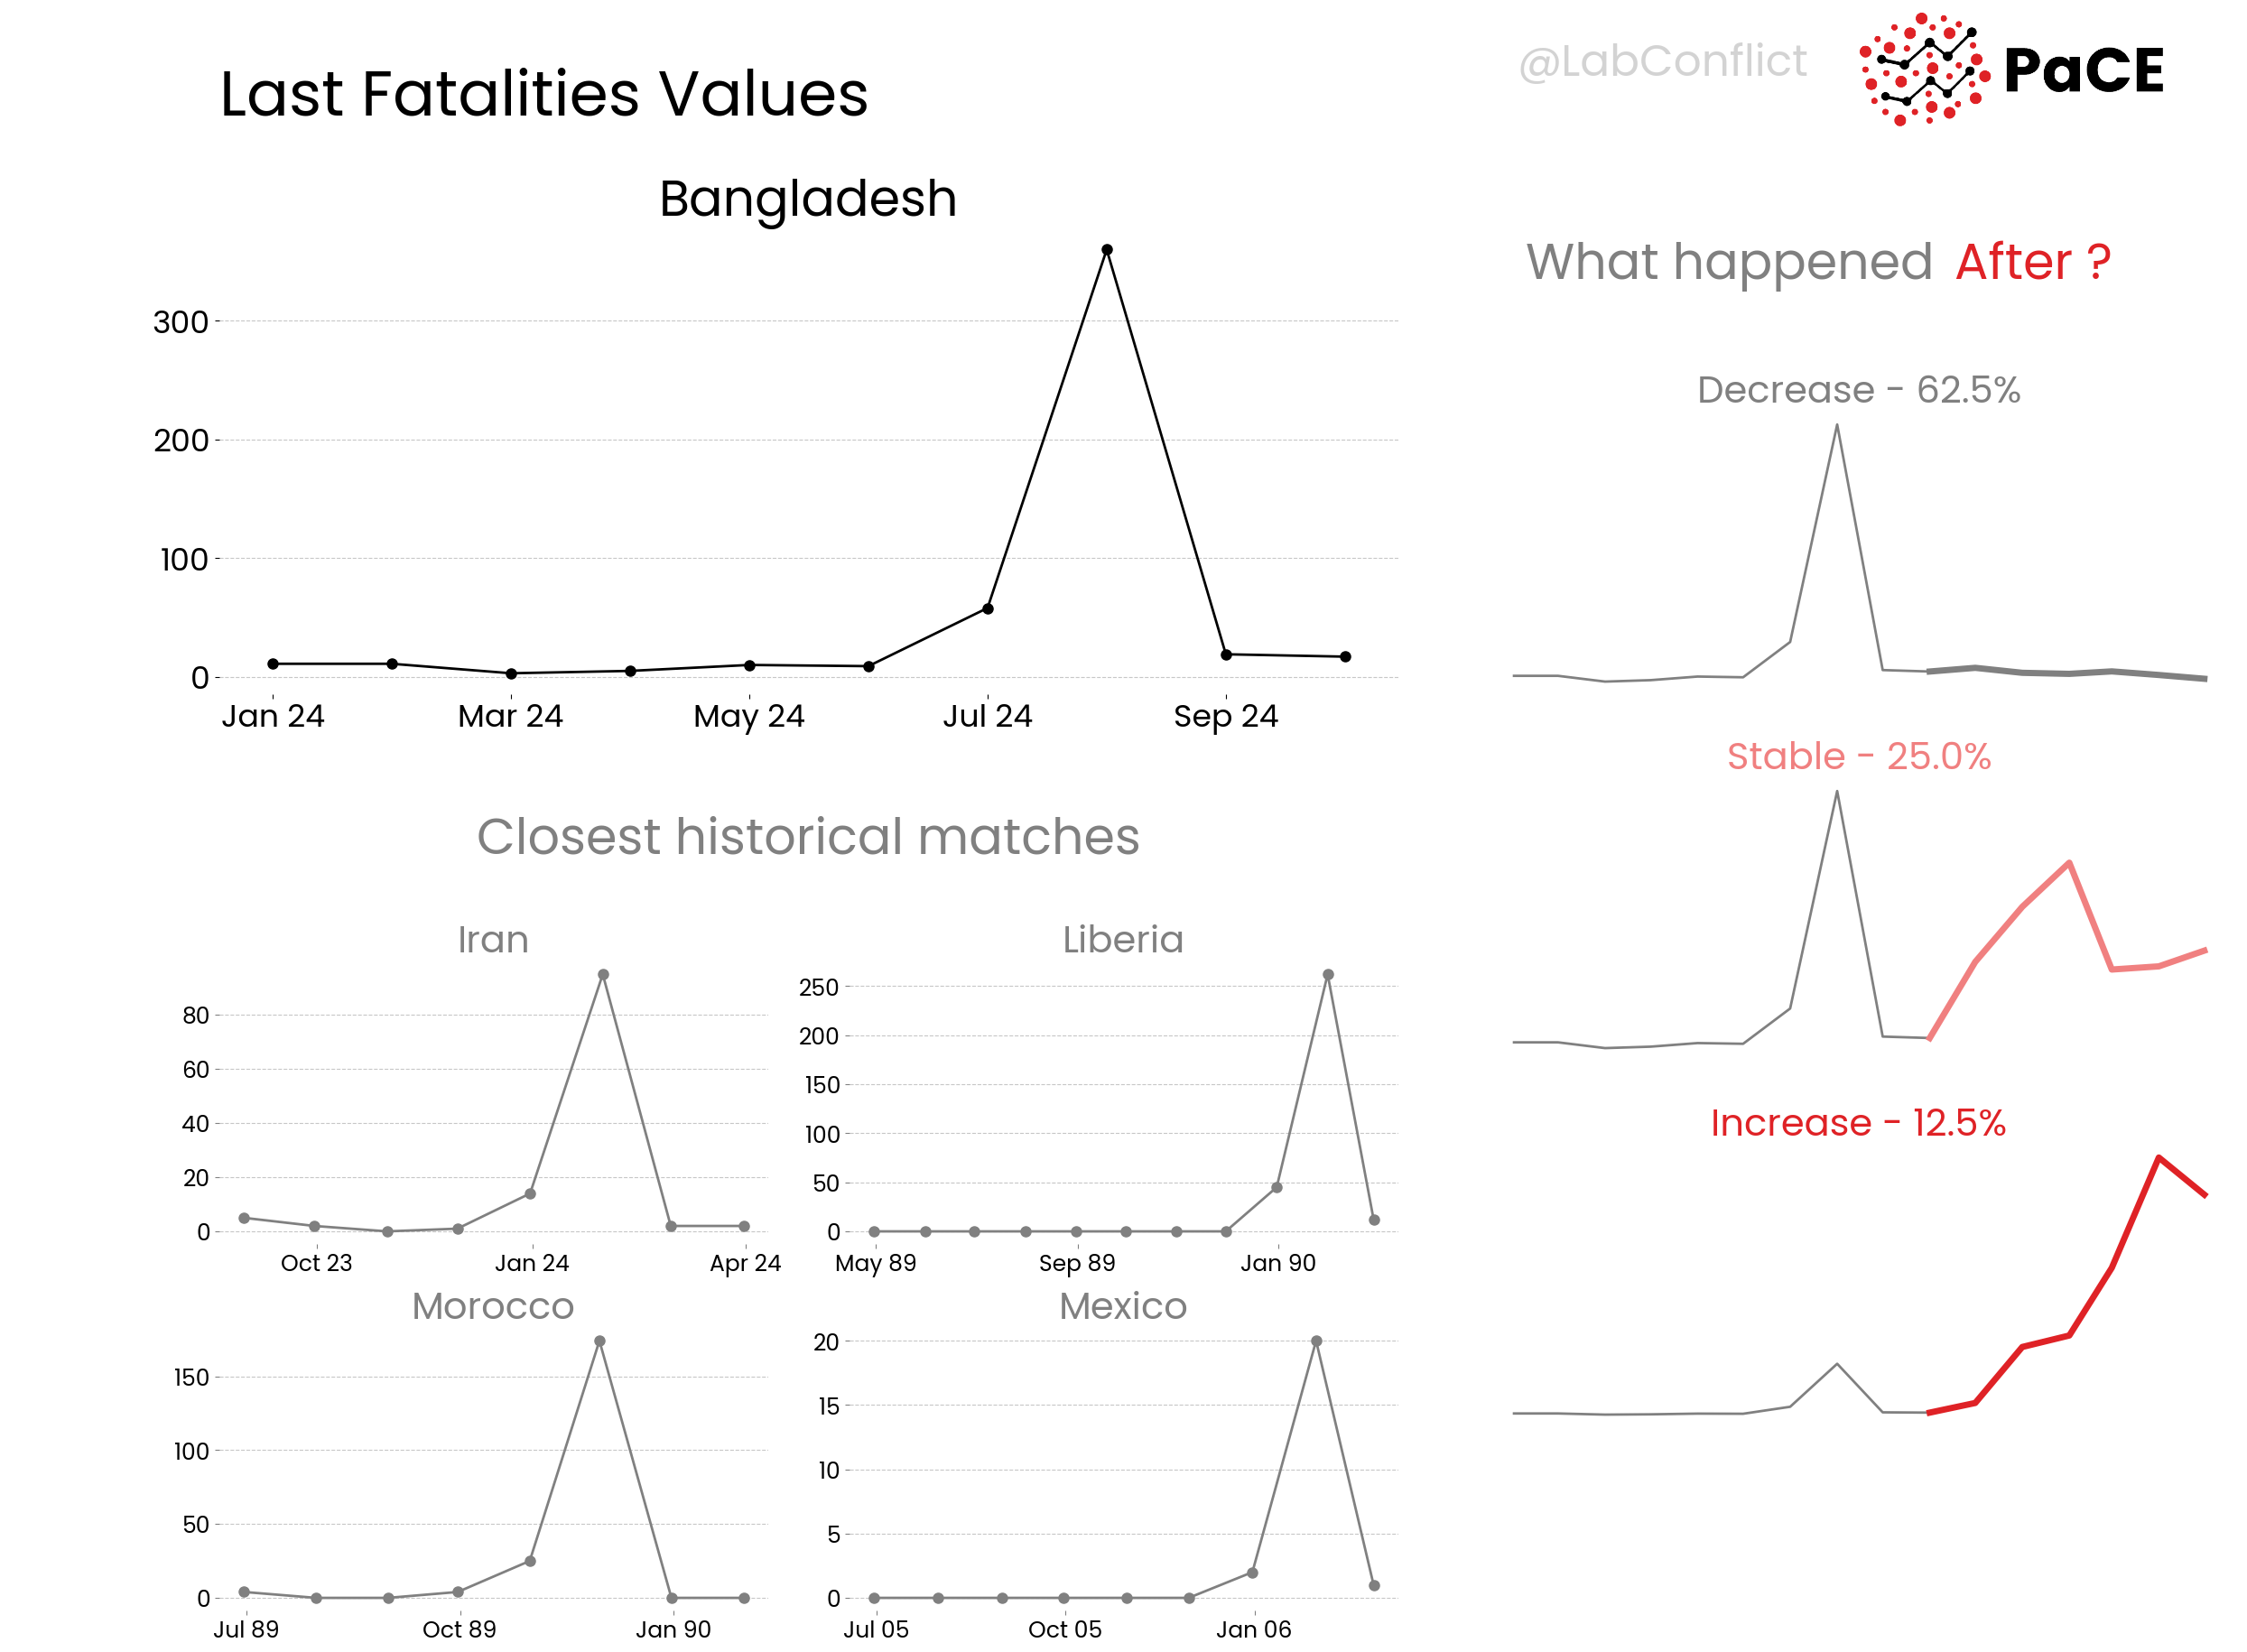 @LabConflict
PaCE
Last Fatalities Values
Bangladesh
300
200
100
0
Jan 24 Mar 24 May 24 Jul 24 Sep 24
Closest historical matches
Iran
80
60
40
20
0
Oct 23 Jan 24 Apr 24
Liberia
250
200
150
100
50
0
May 89 Sep 89 Jan 90
Morocco
150
100
50
0
Jul 89 Oct 89 Jan 90
Mexico
20
15
10
5
0
Jul 05 Oct 05 Jan 06
What happened After ?
Decrease - 62.5%
Stable - 25.0%
Increase - 12.5%